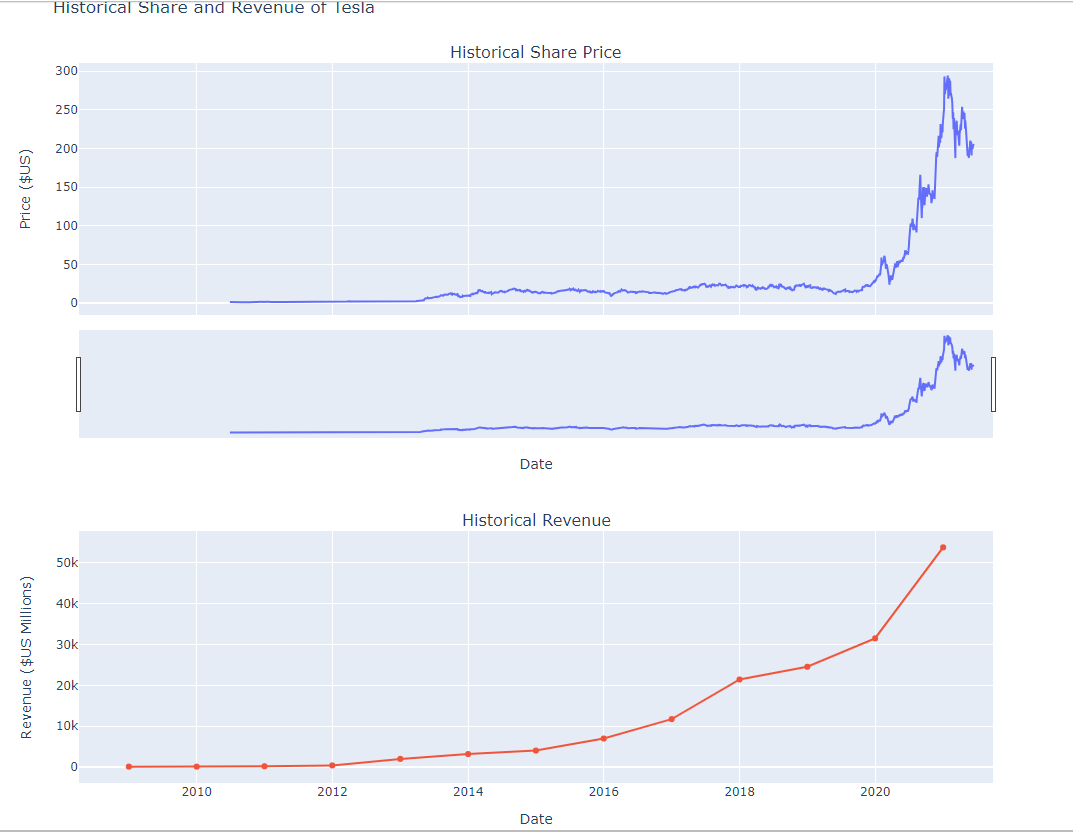 Historical Share and Revenue of Tesla
Historical Share Price
Price ($US)
300
250
200
150
100
50
0
Date
Historical Revenue
Revenue ($US Millions)
50k
40k
30k
20k
10k
0
2010 2012 2014 2016 2018 2020
Date